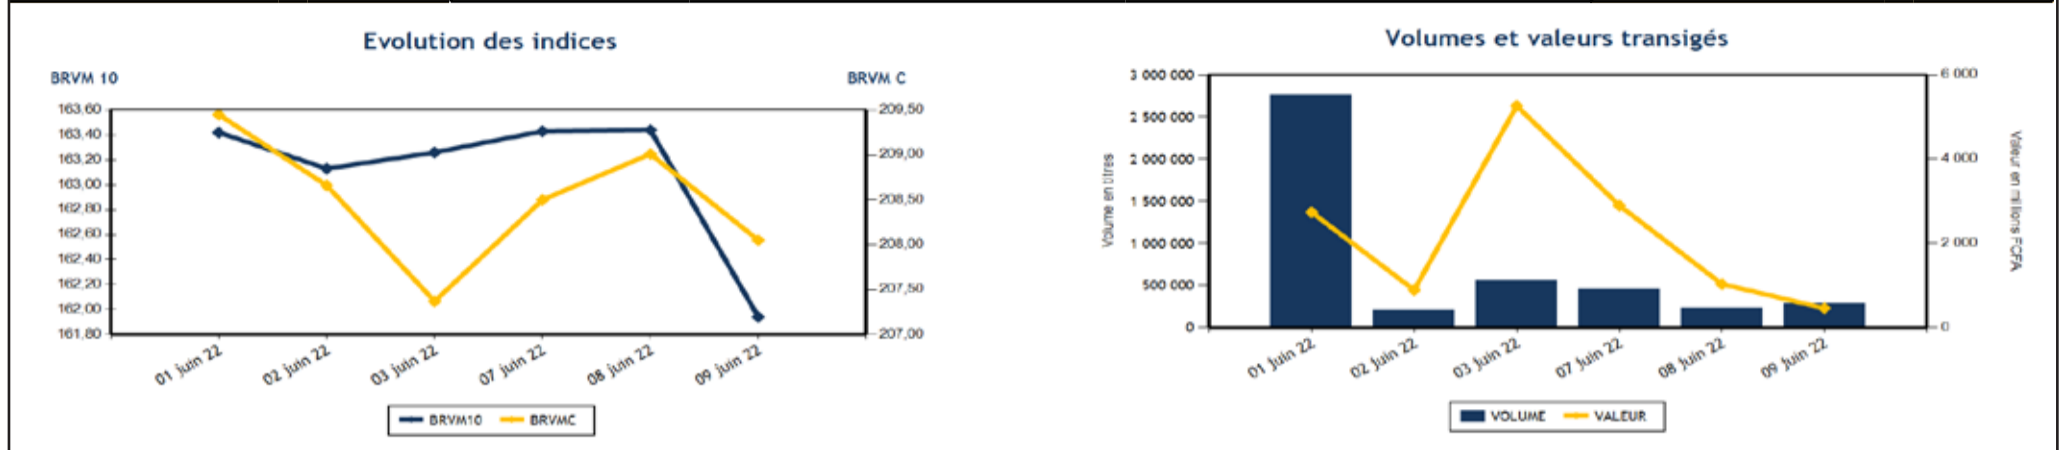 Evolution des indices
BRVM 10
BRVM C
163,60
163,40
163,20
163,00
162,80
162,60
162,40
162,20
162,00
161,80
209,50
209,00
208,50
208,00
207,50
207,00
01 juin 22
02 juin 22
03 juin 22
07 juin 22
08 juin 22
09 juin 22
BRVM10
BRVMC
Volumes et valeurs transigés
Volume en titres
3 000 000
2 500 000
2 000 000
1 500 000
1 000 000
500 000
0
6 000
4 000
2 000
0
Valeur en millions FCFA
01 juin 22
02 juin 22
03 juin 22
07 juin 22
08 juin 22
09 juin 22
VOLUME
VALEUR